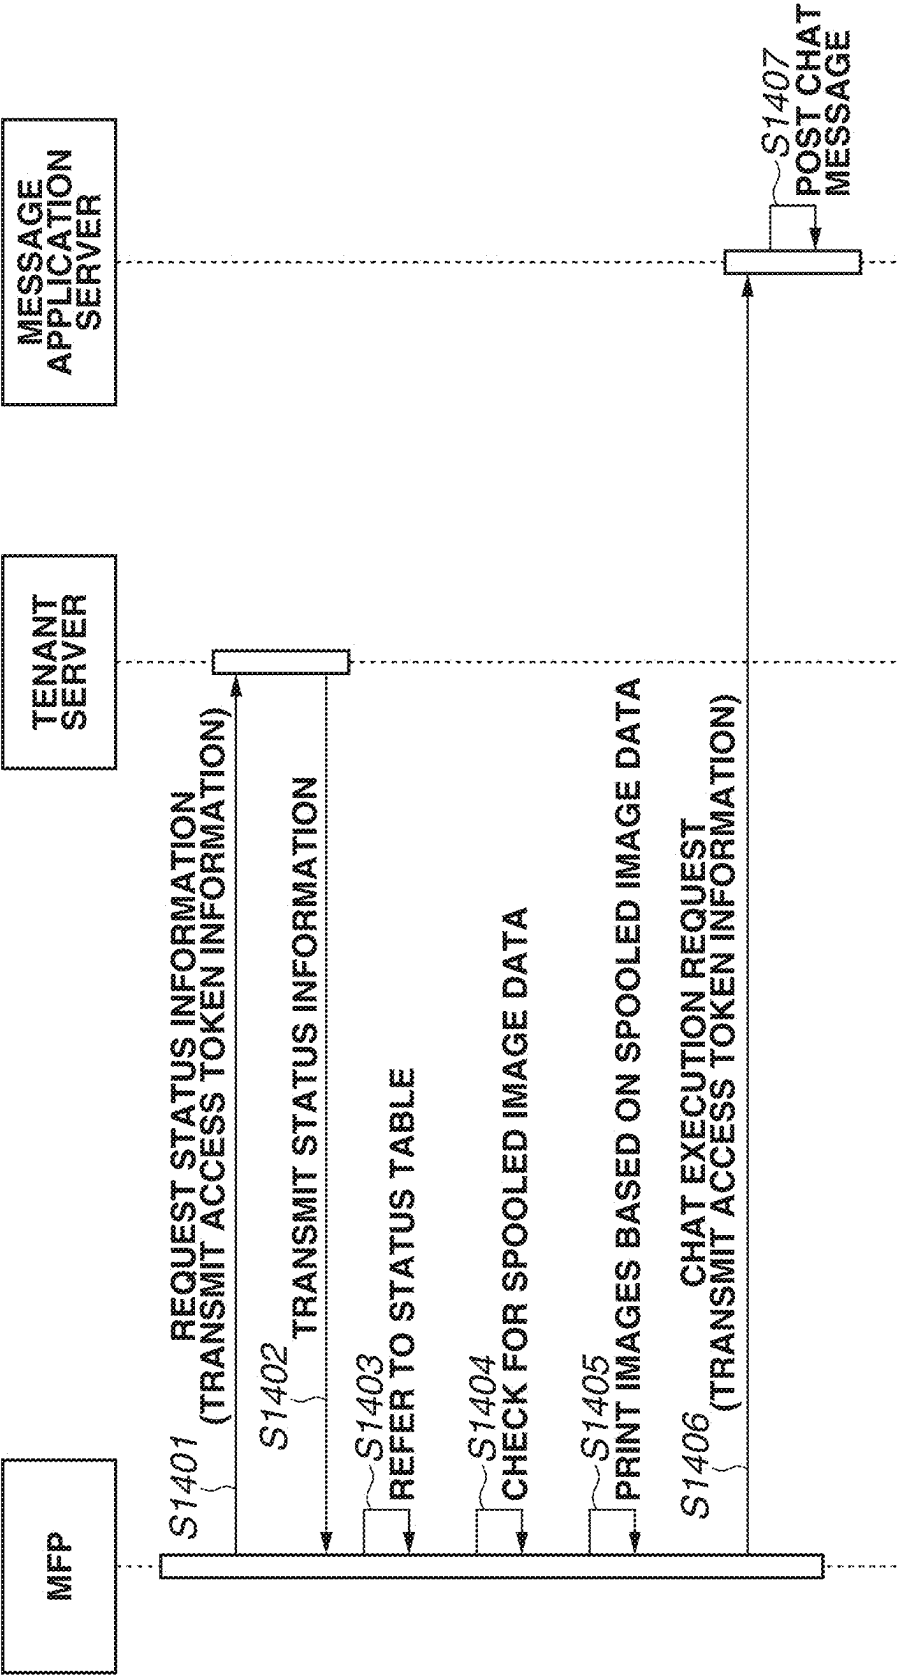 MFP
TENANT
SERVER
MESSAGE
APPLICATION
SERVER
S1401
REQUEST STATUS INFORMATION
(TRANSMIT ACCESS TOKEN INFORMATION)
S1402
TRANSMIT STATUS INFORMATION
S1403
REFER TO STATUS TABLE
S1404
CHECK FOR SPOOLED IMAGE DATA
S1405
PRINT IMAGES BASED ON SPOOLED IMAGE DATA
S1406
CHAT EXECUTION REQUEST
(TRANSMIT ACCESS TOKEN INFORMATION)
S1407
POST CHAT
MESSAGE